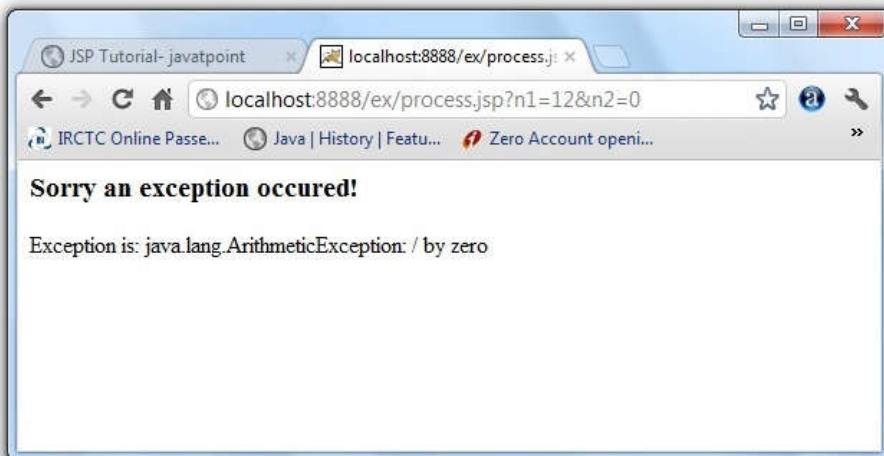 JSP Tutorial- javatpoint
localhost:8888/ex/process.j
localhost:8888/ex/process.jsp?n1=12&n2=0
IRCTC Online Passe...
Java | History | Featu...
Zero Account openi...
»
Sorry an exception occured!
Exception is: java.lang.ArithmeticException: / by zero